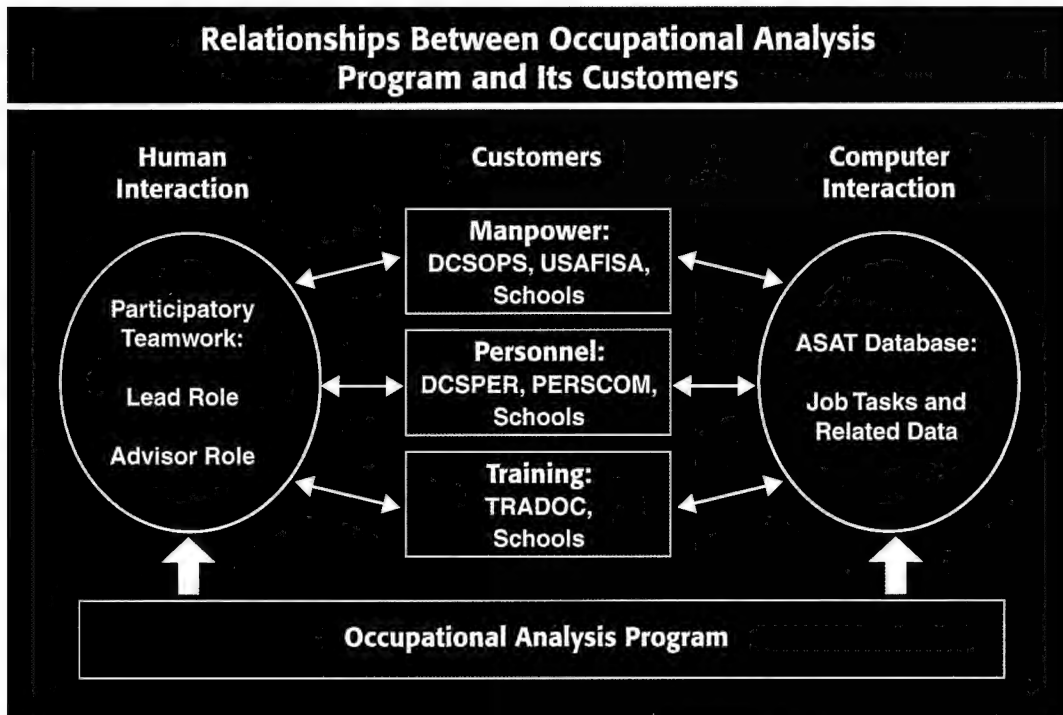 Relationships Between Occupational Analysis
Program and Its Customers
Human
Interaction
Customers
Computer
Interaction
Participatory
Teamwork:
Lead Role
Advisor Role
Manpower:
DCSOPS, USAFISA,
Schools
Personnel:
DCSPER, PERSCOM,
Schools
Training:
TRADOC,
Schools
ASAT Database:
Job Tasks and
Related Data
Occupational Analysis Program